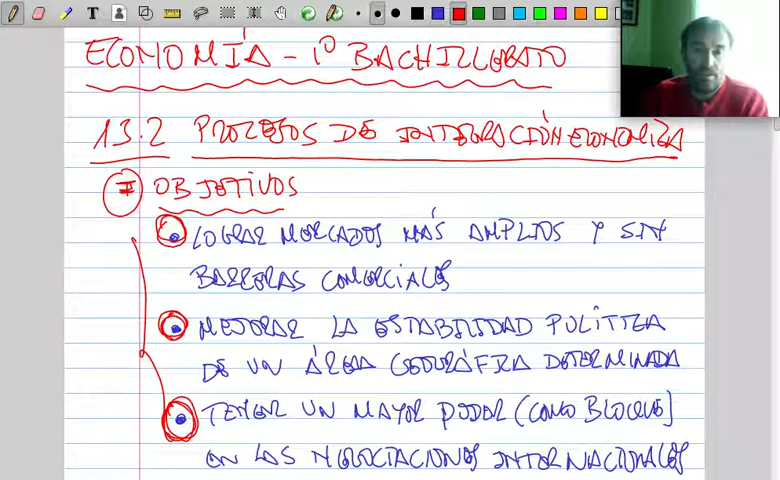 ECONOMÍA - 1º BACHILLERATO
13.2 PROCESOS DE INTEGRACIÓN ECONOMICA
I OBJETIVOS
LOGRAR MERCADOS MÁS AMPLIOS Y SIN
BARRERAS COMERCIALES
MEJORAR LA ESTABILIDAD POLÍTICA
DE UN ÁREA GEOGRÁFICA DETERMINADA
TENER UN MAYOR PODER (COMO BLOQUE)
EN LAS NEGOCIACIONES INTERNACIONALES